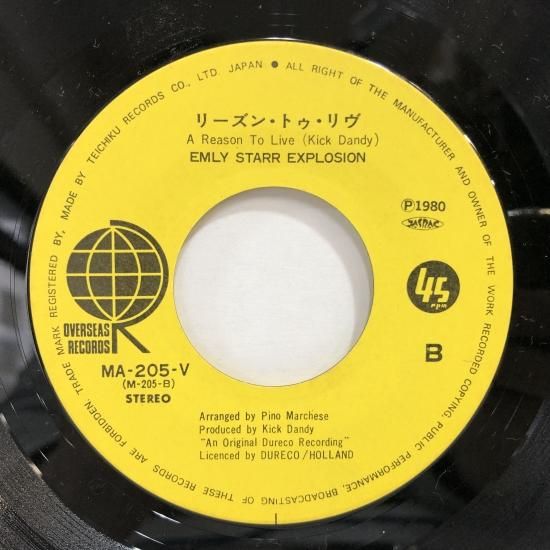 TRADE MARK REGISTERED BY, MADE BY TEICHIKU RECORDS CO., LTD. JAPAN ● ALL RIGHT OF THE MANUFACTURER AND OWNER OF THE WORK RECORDED COPYING, PUBLIC PERFORMANCE, BROADCASTING OF THESE RECORDS ARE FORBIDDEN.
リーズン・トゥ・リヴ
A Reason To Live (Kick Dandy)
EMLY STARR EXPLOSION
Ⓟ1980
JASRAC
OVERSEAS
RECORDS
45
rpm
MA-205-V
(M-205-B)
STEREO
B
Arranged by Pino Marchese
Produced by Kick Dandy
"An Original Dureco Recording"
Licenced by DURECO/HOLLAND